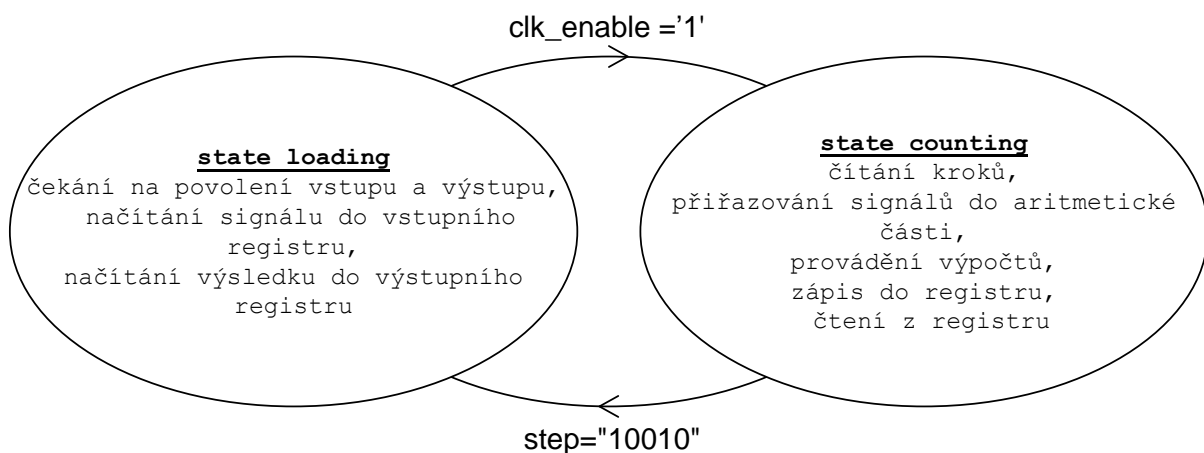 clk_enable ='1'
state loading
čekání na povolení vstupu a výstupu,
načítání signálu do vstupního
registru,
načítání výsledku do výstupního
registru
state counting
čítání kroků,
přiřazování signálů do aritmetické
části,
provádění výpočtů,
zápis do registru,
čtení z registru
step="10010"